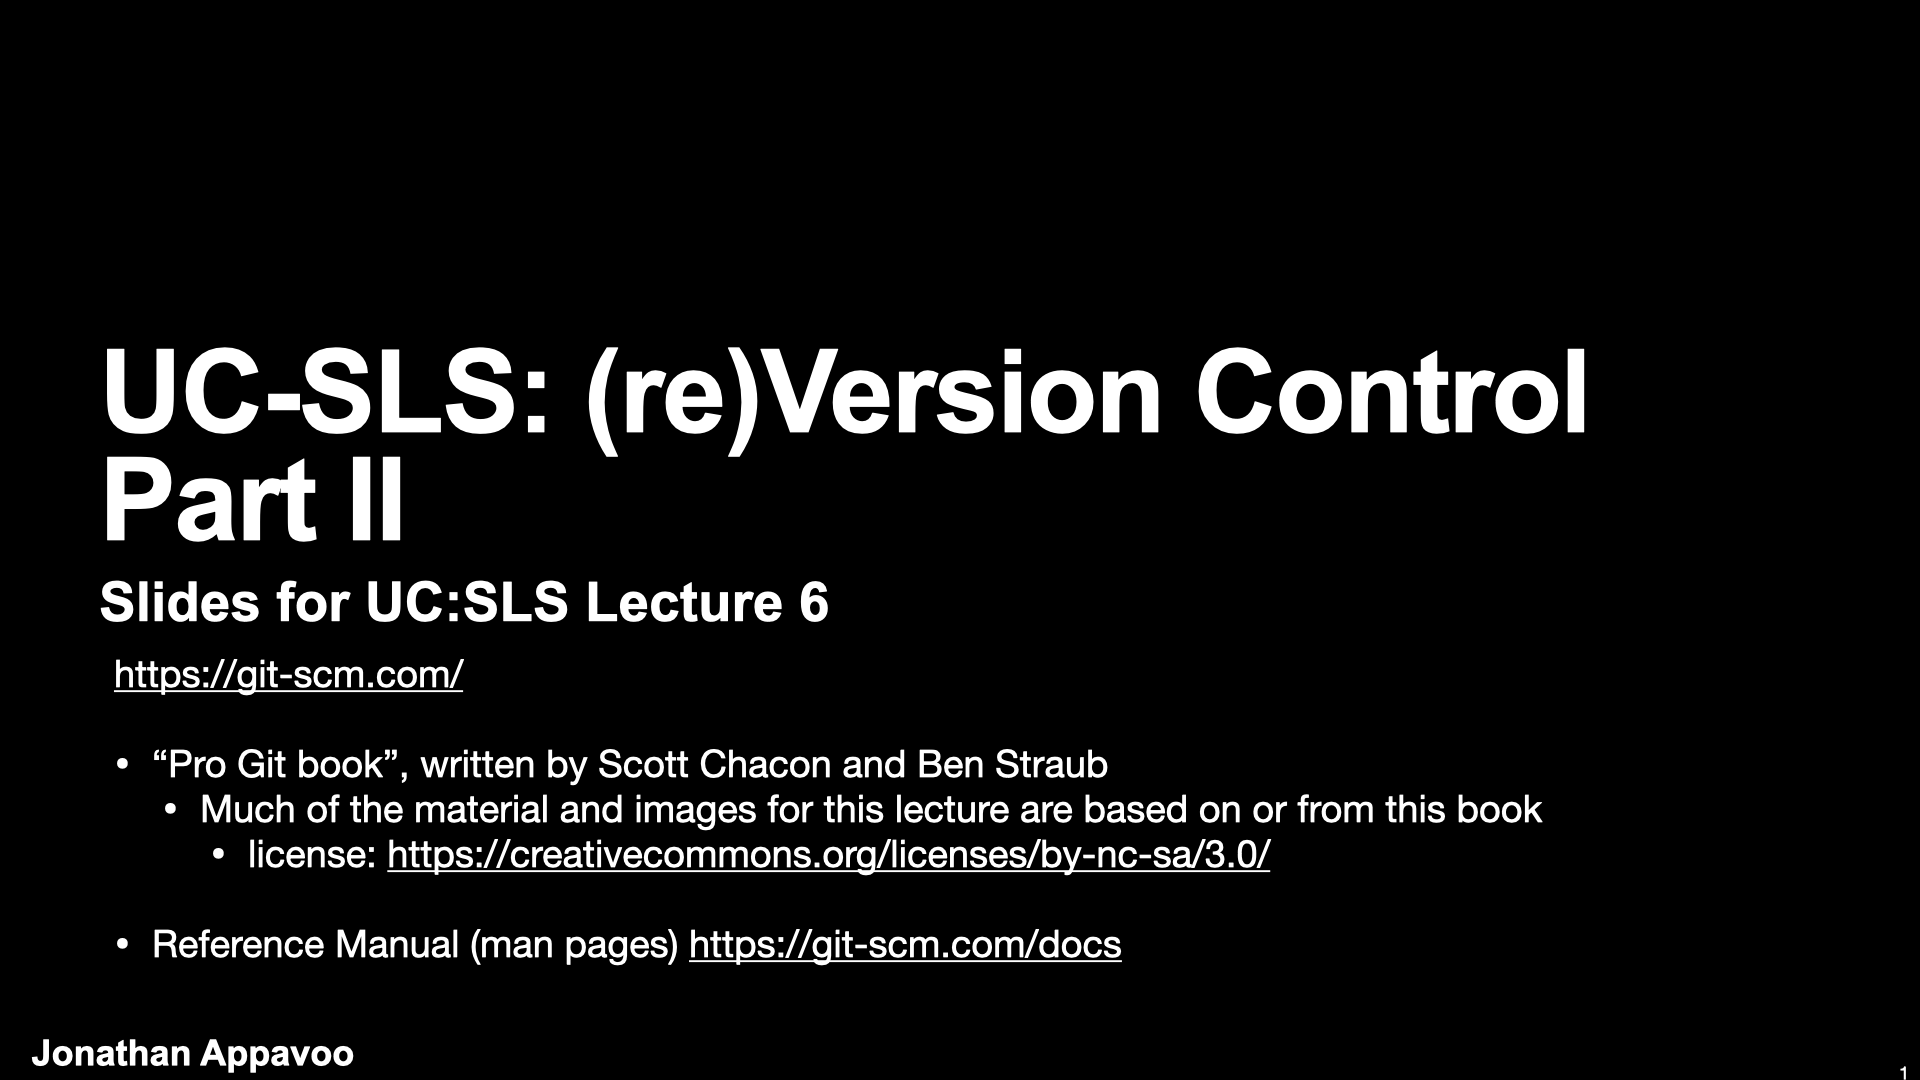 UC-SLS: (re)Version Control
Part II
Slides for UC:SLS Lecture 6
https://git-scm.com/
• “Pro Git book”, written by Scott Chacon and Ben Straub
• Much of the material and images for this lecture are based on or from this book
• license: https://creativecommons.org/licenses/by-nc-sa/3.0/
• Reference Manual (man pages) https://git-scm.com/docs
Jonathan Appavoo
1